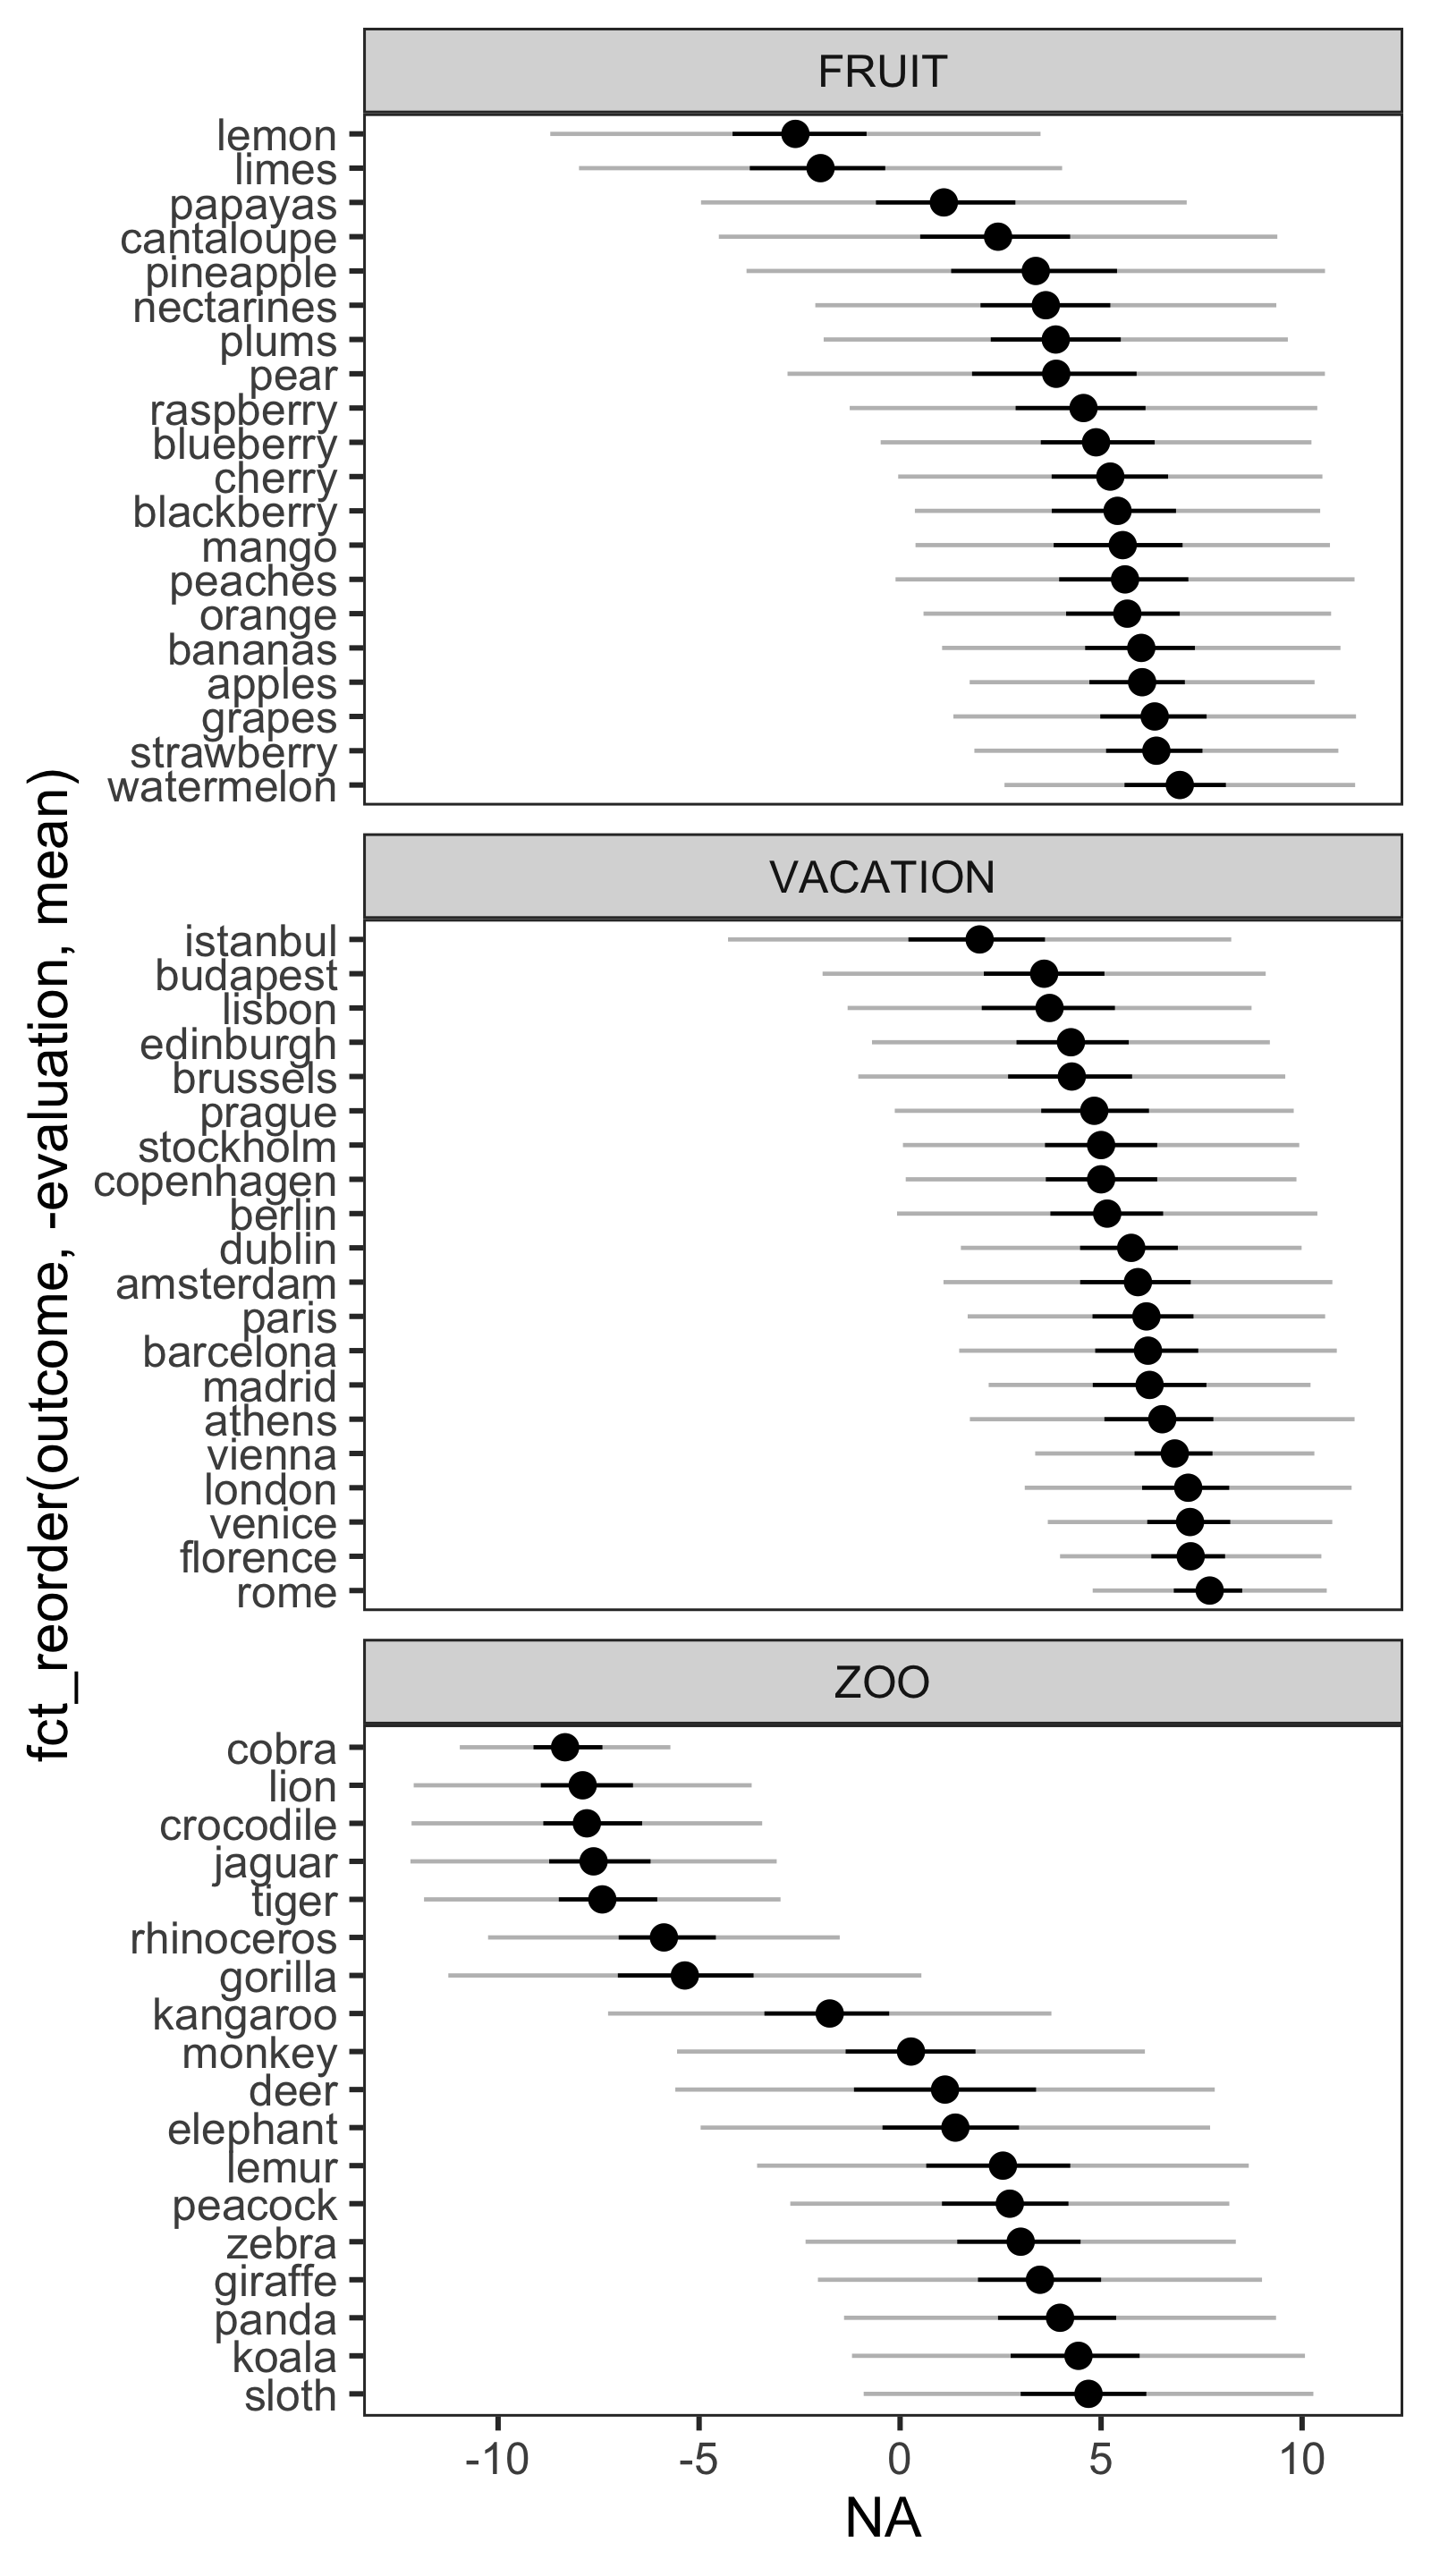 FRUIT
lemon
limes
papayas
cantaloupe
pineapple
nectarines
plums
pear
raspberry
blueberry
cherry
blackberry
mango
peaches
orange
bananas
apples
grapes
strawberry
watermelon
VACATION
istanbul
budapest
lisbon
edinburgh
brussels
prague
stockholm
copenhagen
berlin
dublin
amsterdam
paris
barcelona
madrid
athens
vienna
london
venice
florence
rome
ZOO
cobra
lion
crocodile
jaguar
tiger
rhinoceros
gorilla
kangaroo
monkey
deer
elephant
lemur
peacock
zebra
giraffe
panda
koala
sloth
-10 -5 0 5 10
NA
fct_reorder(outcome, -evaluation, mean)